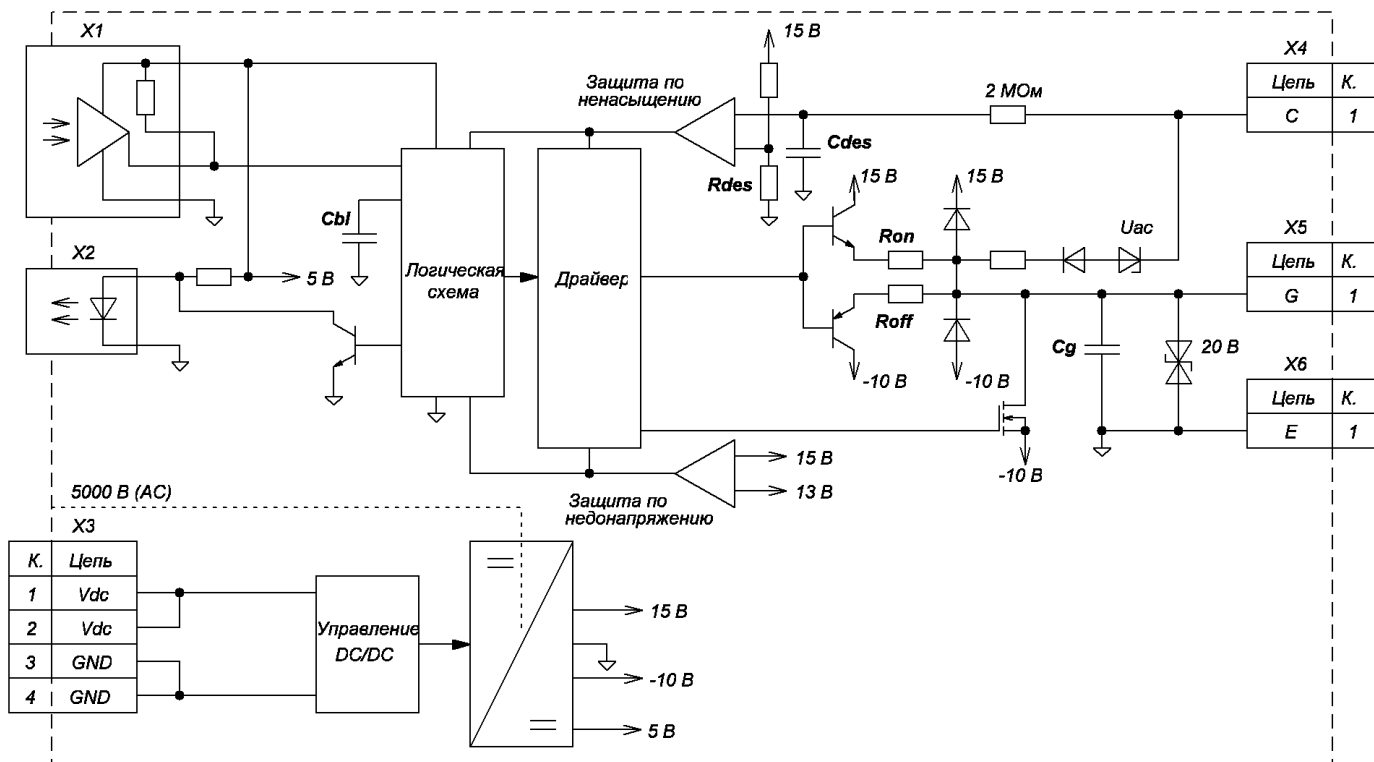 X1
15 В
X4
Защита по
ненасыщению
2 МОм
Цепь К.
C 1
Cdes
Rdes
15 В
15 В
Cbl
Ron
Uac
X5
X2
Цепь К.
5 В
Логическая
схема
Драйвер
G 1
Roff
Cg
20 В
X6
-10 В
-10 В
Цепь К.
E 1
15 В
-10 В
13 В
5000 В (AC)
Защита по
недонапряжению
X3
К. Цепь
1 Vdc
2 Vdc
3 GND
4 GND
Управление
DC/DC
15 В
-10 В
5 В